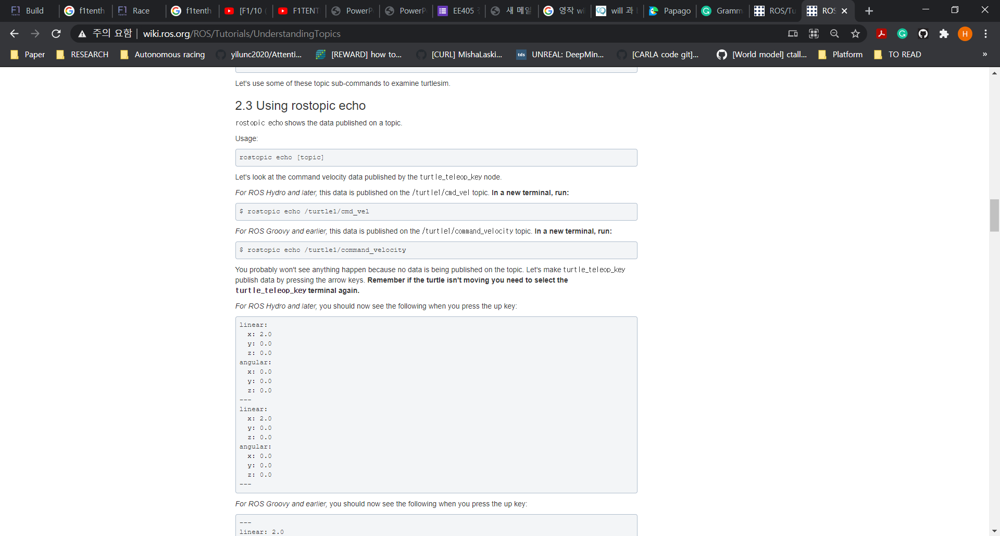 Build
f1tenth
Race
f1tenth
[F1/10
F1TENT
PowerP
PowerP
EE405
새 메일
영작 wi
will 과
Papago
Gramm
ROS/Tu
ROS
주의 요함 | wiki.ros.org/ROS/Tutorials/UnderstandingTopics
H
Paper
RESEARCH
Autonomous racing
yilunc2020/Attenti...
[REWARD] how to...
[CURL] MishaLaski...
tds UNREAL: DeepMin...
[CARLA code git]...
[World model] ctall...
Platform
TO READ
»
Let's use some of these topic sub-commands to examine turtlesim.
2.3 Using rostopic echo
rostopic echo shows the data published on a topic.
Usage:
rostopic echo [topic]
Let's look at the command velocity data published by the turtle_teleop_key node.
For ROS Hydro and later, this data is published on the /turtle1/cmd_vel topic. In a new terminal, run:
$ rostopic echo /turtle1/cmd_vel
For ROS Groovy and earlier, this data is published on the /turtle1/command_velocity topic. In a new terminal, run:
$ rostopic echo /turtle1/command_velocity
You probably won't see anything happen because no data is being published on the topic. Let's make turtle_teleop_key
publish data by pressing the arrow keys. Remember if the turtle isn't moving you need to select the
turtle_teleop_key terminal again.
For ROS Hydro and later, you should now see the following when you press the up key:
linear:
  x: 2.0
  y: 0.0
  z: 0.0
angular:
  x: 0.0
  y: 0.0
  z: 0.0
---
linear:
  x: 2.0
  y: 0.0
  z: 0.0
angular:
  x: 0.0
  y: 0.0
  z: 0.0
---
For ROS Groovy and earlier, you should now see the following when you press the up key:
---
linear: 2.0